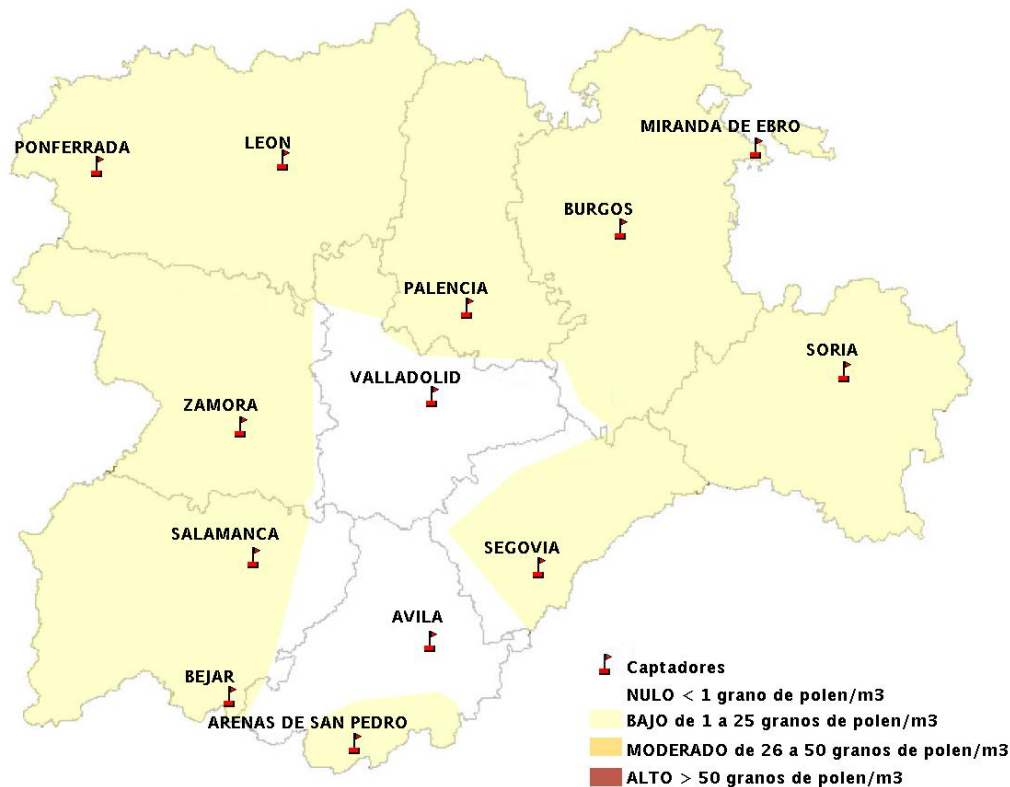 MIRANDA DE EBRO
PONFERRADA
LEON
BURGOS
PALENCIA
SORIA
VALLADOLID
ZAMORA
SALAMANCA
SEGOVIA
AVILA
BEJAR
ARENAS DE SAN PEDRO
Captadores
NULO < 1 grano de polen/m3
BAJO de 1 a 25 granos de polen/m3
MODERADO de 26 a 50 granos de polen/m3
ALTO > 50 granos de polen/m3